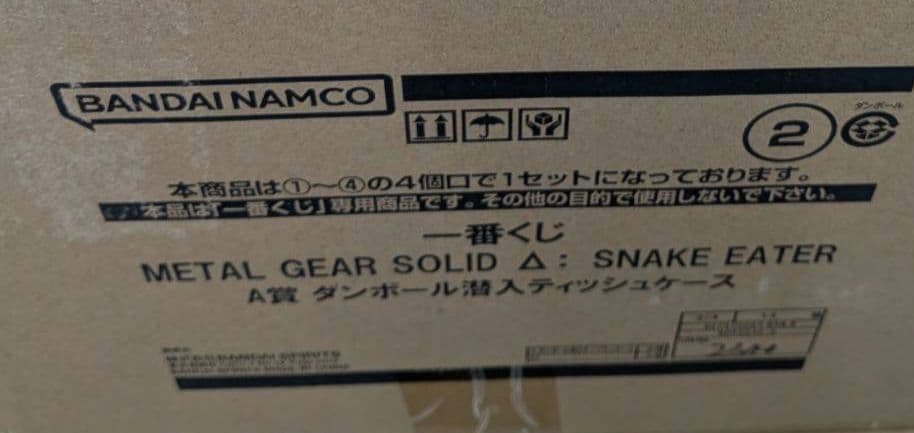 BANDAI NAMCO
2
ダンボール
本商品は①~④の4個口で1セットになっております。
本品は「一番くじ」専用商品です。その他の目的で使用しないで下さい。
一番くじ
METAL GEAR SOLID Δ: SNAKE EATER
A賞 ダンボール潜入ティッシュケース